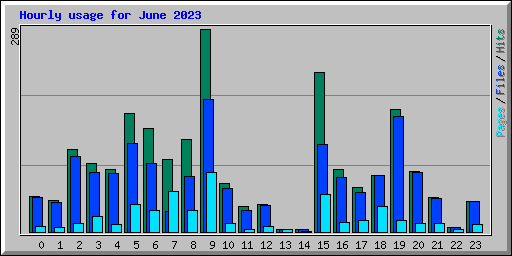 Hourly usage for June 2023
289
Pages/Files/Hits
0 1 2 3 4 5 6 7 8 9 10 11 12 13 14 15 16 17 18 19 20 21 22 23